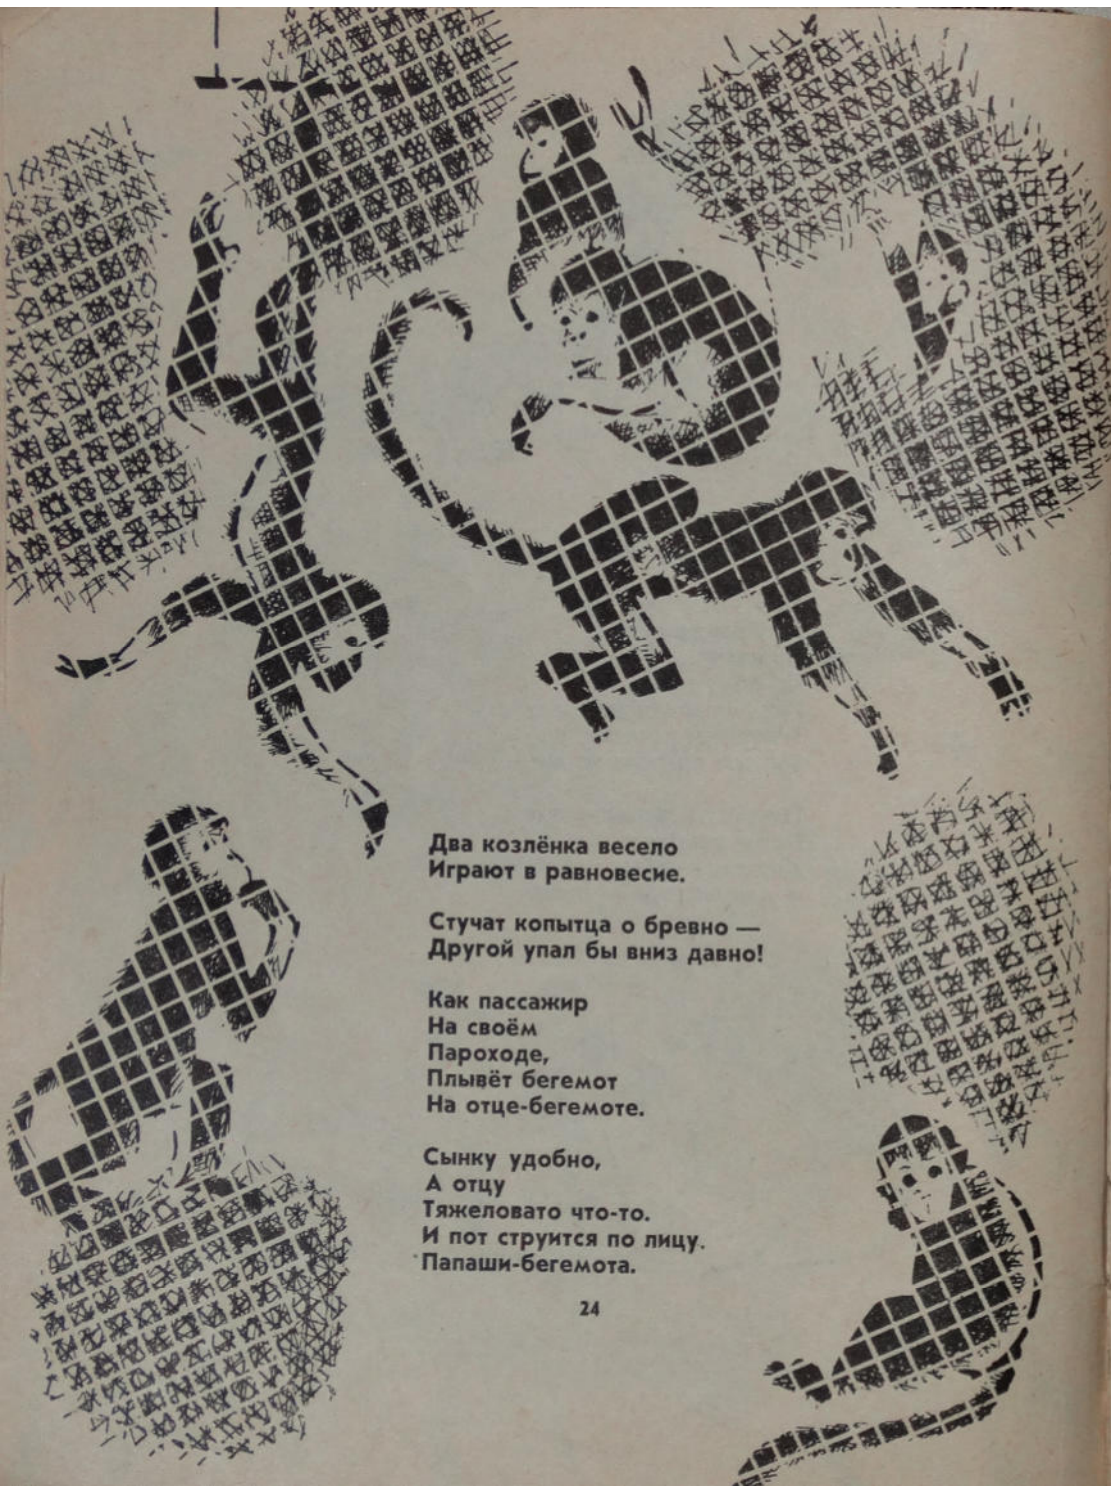 Два козлёнка весело
Играют в равновесие.
Стучат копытца о бревно —
Другой упал бы вниз давно!
Как пассажир
На своём
Пароходе,
Плывёт бегемот
На отце-бегемоте.
Сынку удобно,
А отцу
Тяжеловато что-то.
И пот струится по лицу.
Папаши-бегемота.
24